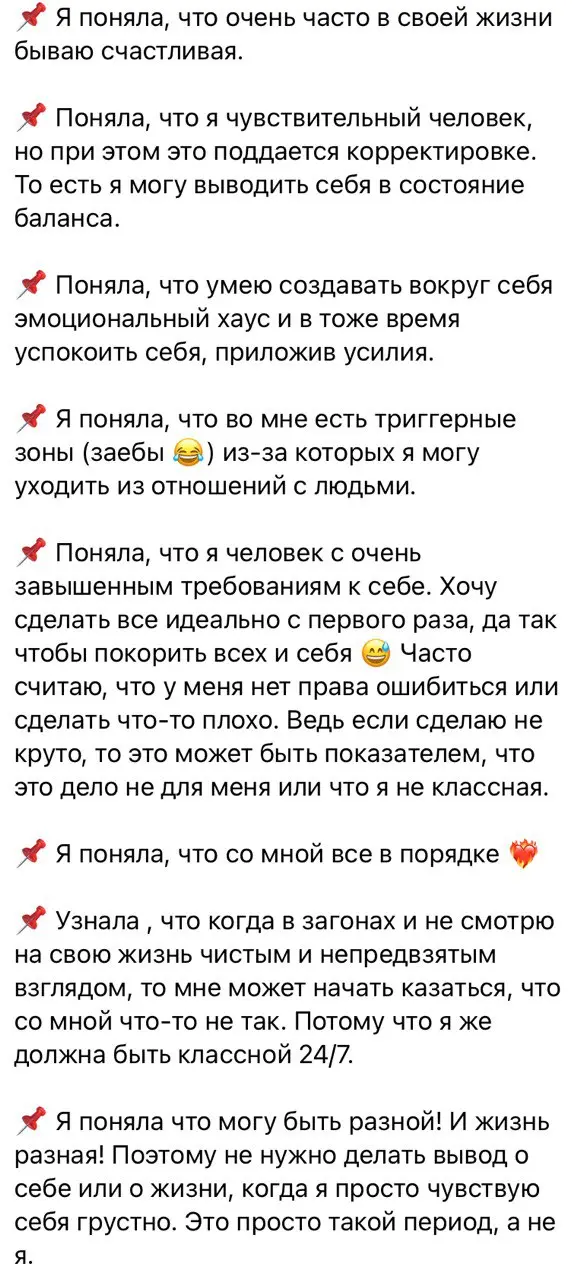 📌 Я поняла, что очень часто в своей жизни
бываю счастливая.
📌 Поняла, что я чувствительный человек,
но при этом это поддается корректировке.
То есть я могу выводить себя в состояние
баланса.
📌 Поняла, что умею создавать вокруг себя
эмоциональный хаус и в тоже время
успокоить себя, приложив усилия.
📌 Я поняла, что во мне есть триггерные
зоны (заебы 😂) из-за которых я могу
уходить из отношений с людьми.
📌 Поняла, что я человек с очень
завышенным требованиям к себе. Хочу
сделать все идеально с первого раза, да так
чтобы покорить всех и себя 😅 Часто
считаю, что у меня нет права ошибиться или
сделать что-то плохо. Ведь если сделаю не
круто, то это может быть показателем, что
это дело не для меня или что я не классная.
📌 Я поняла, что со мной все в порядке ❤️‍🔥
📌 Узнала , что когда в загонах и не смотрю
на свою жизнь чистым и непредвзятым
взглядом, то мне может начать казаться, что
со мной что-то не так. Потому что я же
должна быть классной 24/7.
📌 Я поняла что могу быть разной! И жизнь
разная! Поэтому не нужно делать вывод о
себе или о жизни, когда я просто чувствую
себя грустно. Это просто такой период, а не
я.